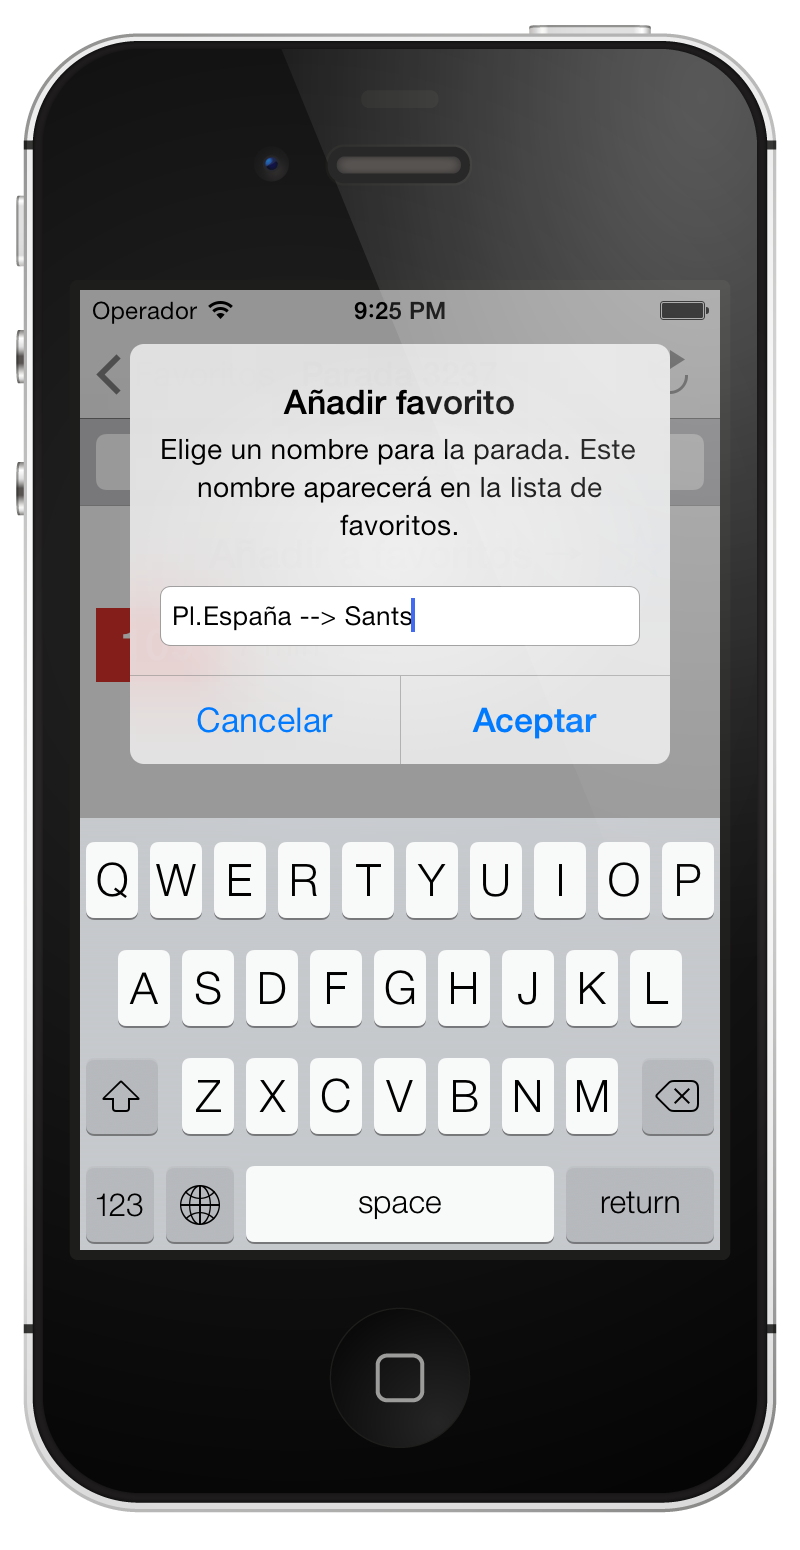 Operador 9:25 PM
Añadir favorito
Elige un nombre para la parada. Este
nombre aparecerá en la lista de
favoritos.
Pl.España --> Sants
Cancelar Aceptar
Q W E R T Y U I O P
A S D F G H J K L
Z X C V B N M
123 space return